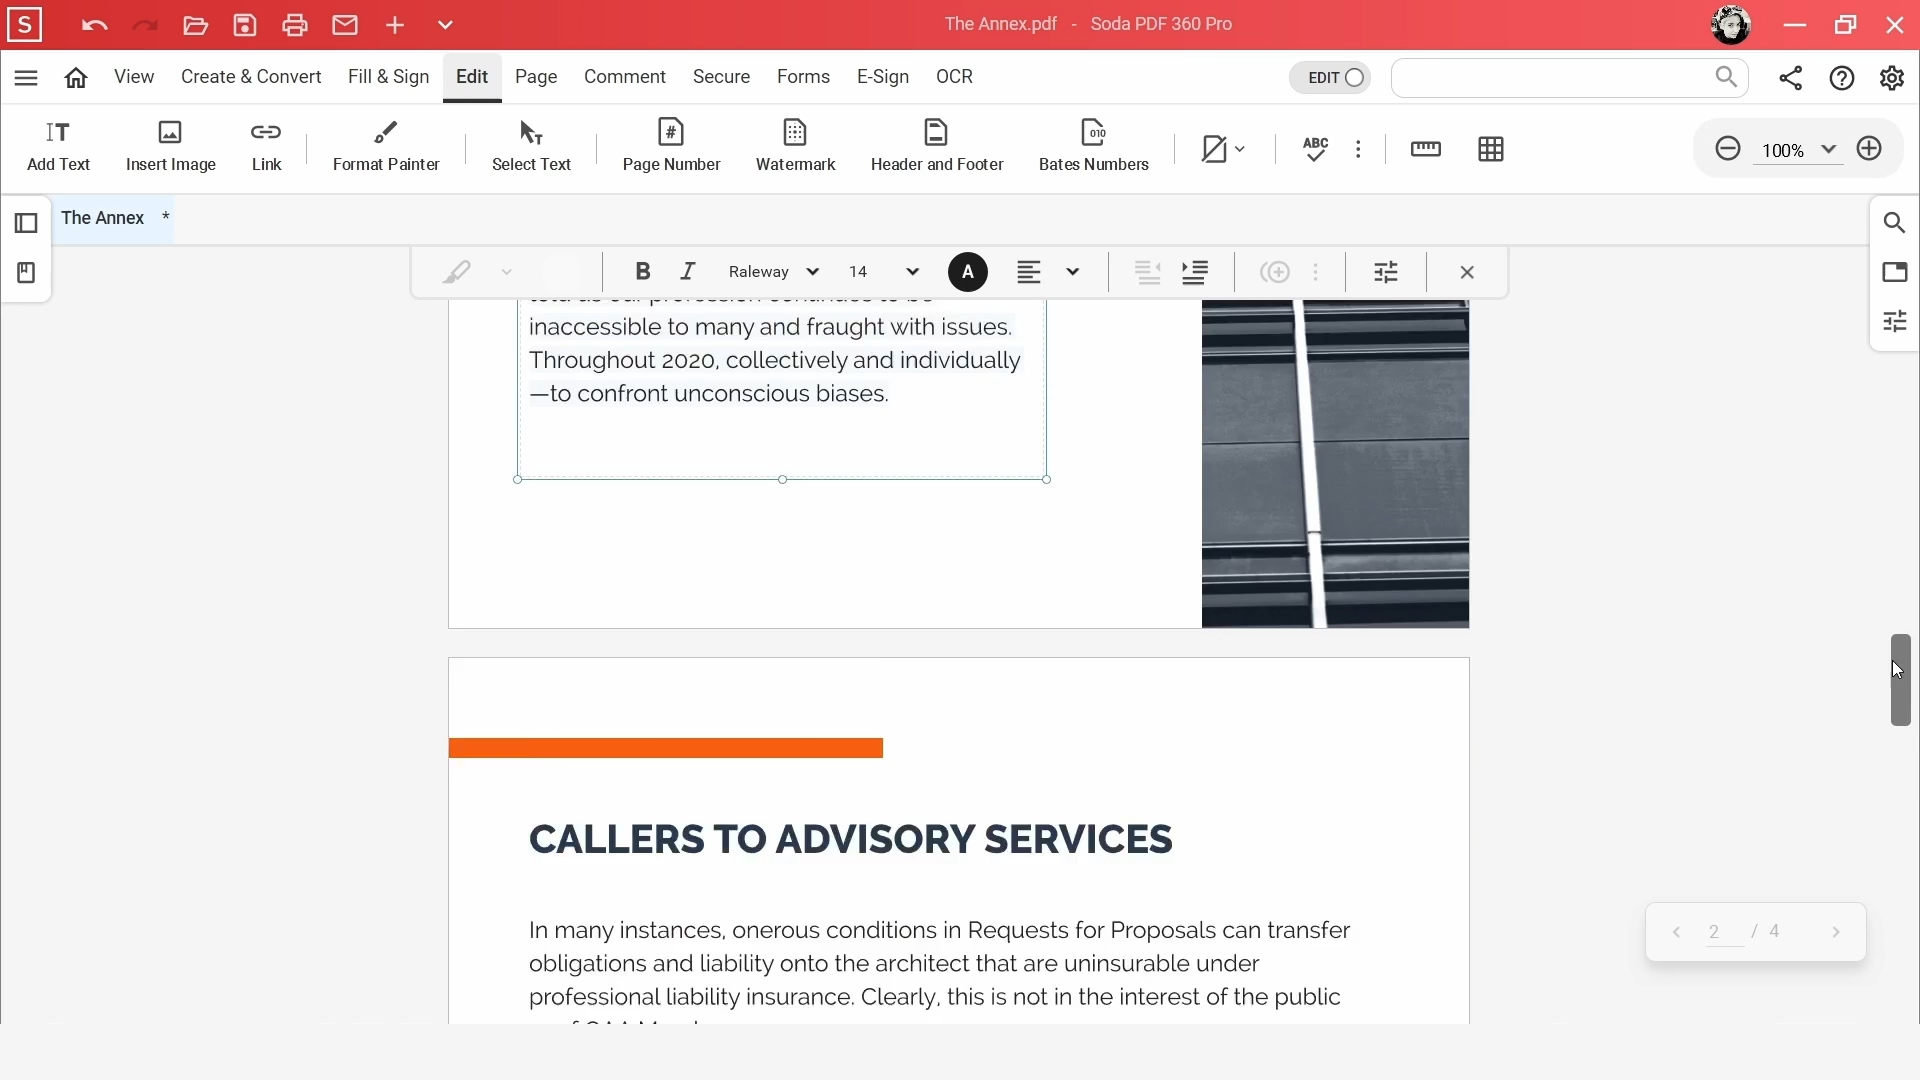 S
The Annex.pdf - Soda PDF 360 Pro
View Create & Convert Fill & Sign Edit Page Comment Secure Forms E-Sign OCR
EDIT
Add Text Insert Image Link Format Painter Select Text Page Number Watermark Header and Footer Bates Numbers
ABC
100%
The Annex *
B I Raleway 14 A
inaccessible to many and fraught with issues.
Throughout 2020, collectively and individually
—to confront unconscious biases.
CALLERS TO ADVISORY SERVICES
In many instances, onerous conditions in Requests for Proposals can transfer
obligations and liability onto the architect that are uninsurable under
professional liability insurance. Clearly, this is not in the interest of the public
2 / 4